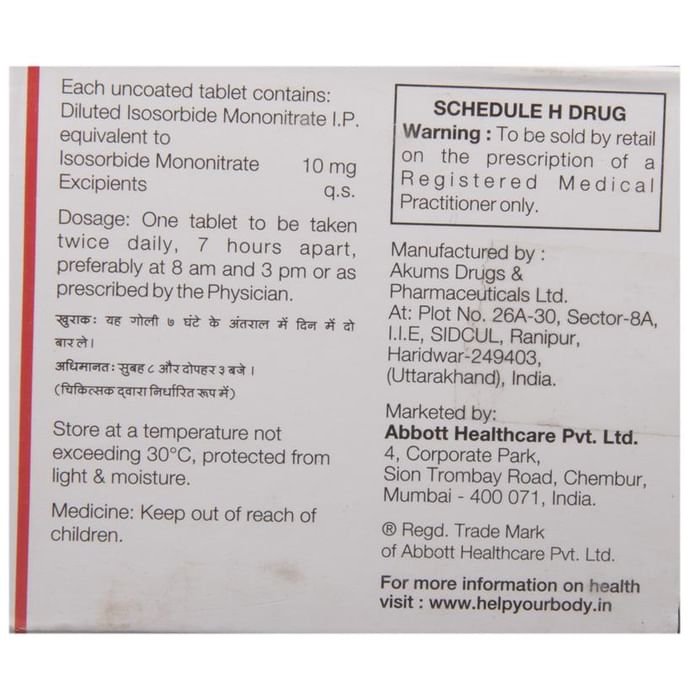 Each uncoated tablet contains:
Diluted Isosorbide Mononitrate I.P.
equivalent to
Isosorbide Mononitrate 10 mg
Excipients q.s.
Dosage: One tablet to be taken
twice daily, 7 hours apart,
preferably at 8 am and 3 pm or as
prescribed by the Physician.
खुराकः यह गोली ७ घंटे के अंतराल में दिन में दो
बार ले।
अधिमानतः सुबह ८ और दोपहर ३ बजे।
(चिकित्सक द्वारा निर्धारित रूप में)
Store at a temperature not
exceeding 30°C, protected from
light & moisture.
Medicine: Keep out of reach of
children.
SCHEDULE H DRUG
Warning : To be sold by retail
on the prescription of a
Registered Medical
Practitioner only.
Manufactured by :
Akums Drugs &
Pharmaceuticals Ltd.
At: Plot No. 26A-30, Sector-8A,
I.I.E, SIDCUL, Ranipur,
Haridwar-249403,
(Uttarakhand), India.
Marketed by:
Abbott Healthcare Pvt. Ltd.
4, Corporate Park,
Sion Trombay Road, Chembur,
Mumbai - 400 071, India.
® Regd. Trade Mark
of Abbott Healthcare Pvt. Ltd.
For more information on health
visit : www.helpyourbody.in